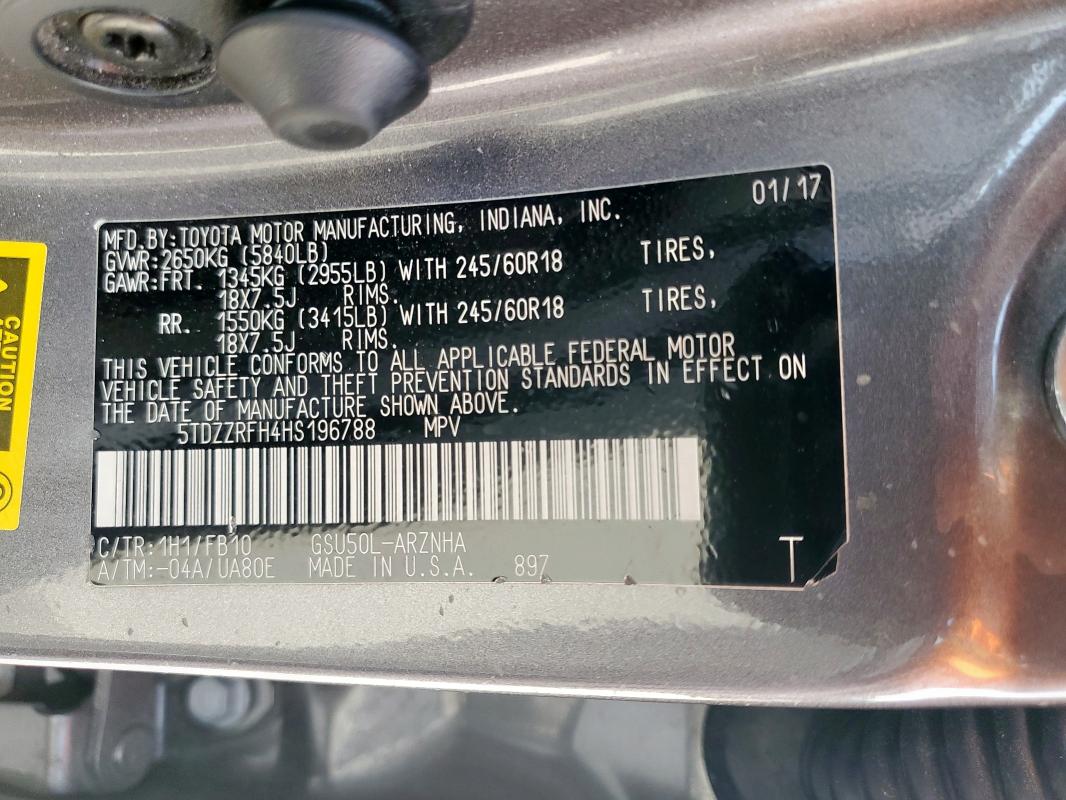 01/17
MFD.BY:TOYOTA MOTOR MANUFACTURING, INDIANA, INC.
GVWR:2650KG (5840LB)
GAWR:FRT. 1345KG (2955LB) WITH 245/60R18 TIRES,
18X7.5J RIMS.
RR. 1550KG (3415LB) WITH 245/60R18 TIRES,
18X7.5J RIMS.
THIS VEHICLE CONFORMS TO ALL APPLICABLE FEDERAL MOTOR
VEHICLE SAFETY AND THEFT PREVENTION STANDARDS IN EFFECT ON
THE DATE OF MANUFACTURE SHOWN ABOVE.
5TDZZRFH4HS196788 MPV
C/TR:1H1/FB10 GSU50L-ARZNHA
A/TM:-04A/UA80E MADE IN U.S.A. 897 T
CAUTION